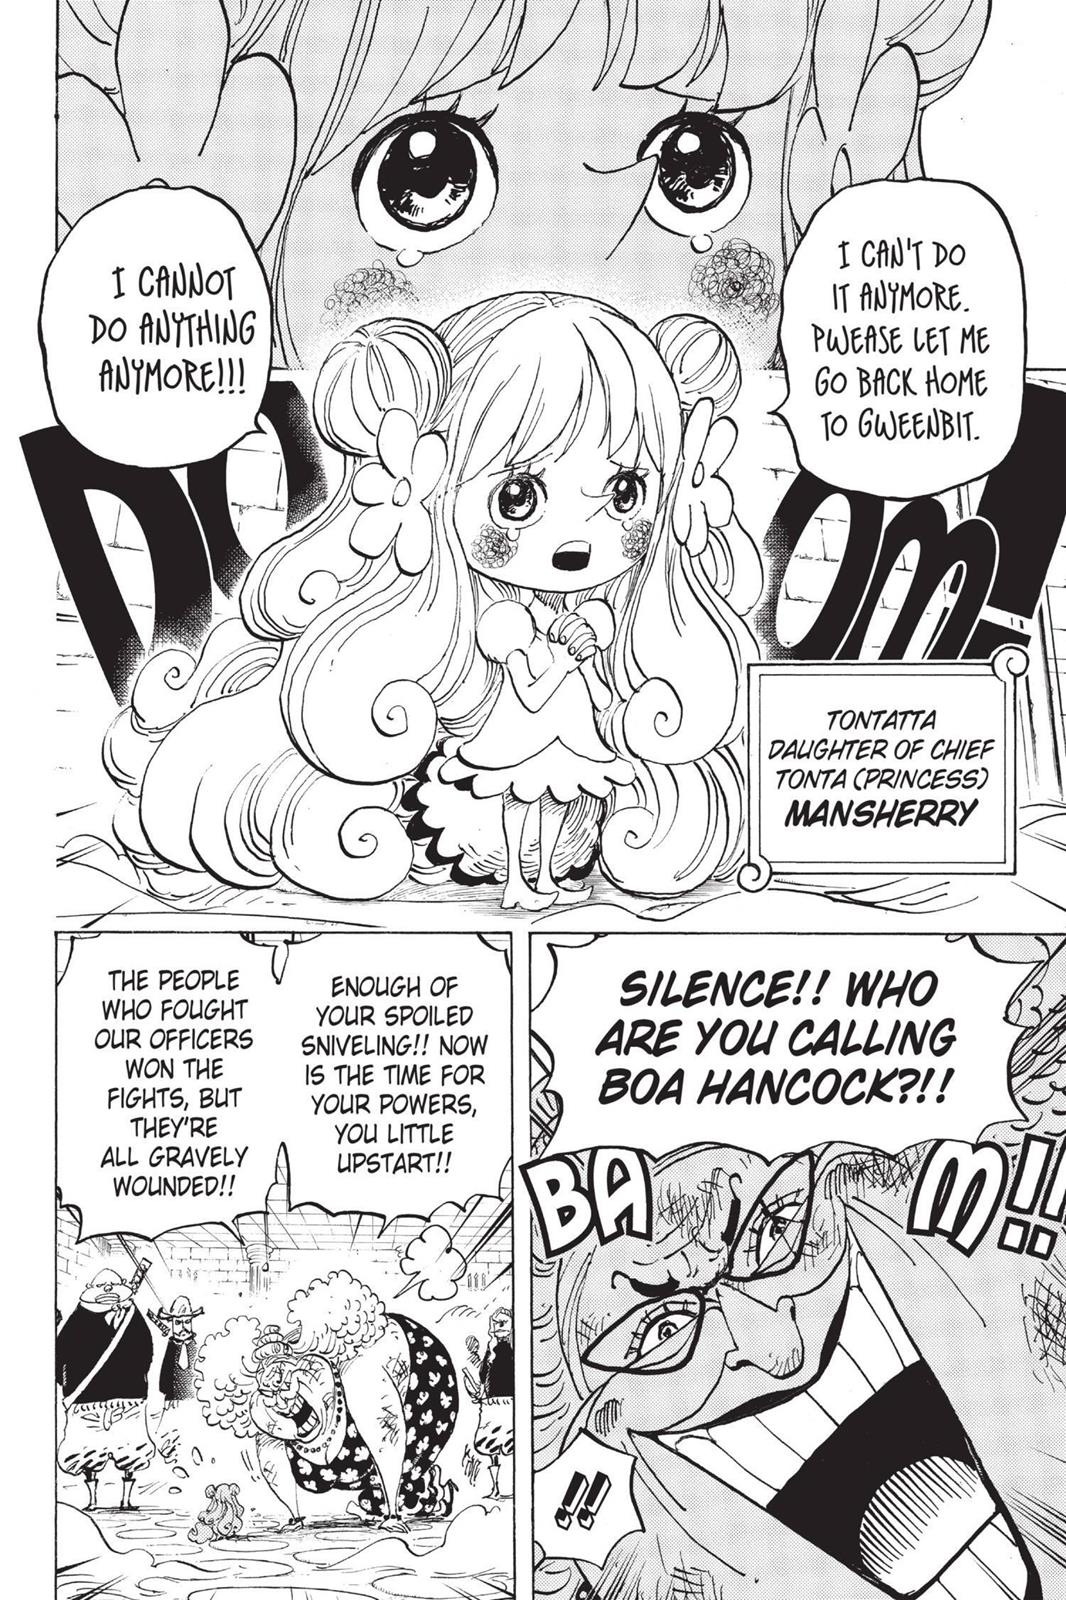 I CAN'T DO
IT ANYMORE.
PWEASE LET ME
GO BACK HOME
TO GWEENBIT.
I CANNOT
DO ANYTHING
ANYMORE!!!
DOOM!
TONTATTA
DAUGHTER OF CHIEF
TONTA (PRINCESS)
MANSHERRY
SILENCE!! WHO
ARE YOU CALLING
BOA HANCOCK?!!
BAM!!
!!
ENOUGH OF
YOUR SPOILED
SNIVELING!! NOW
IS THE TIME FOR
YOUR POWERS,
YOU LITTLE
UPSTART!!
THE PEOPLE
WHO FOUGHT
OUR OFFICERS
WON THE
FIGHTS, BUT
THEY'RE
ALL GRAVELY
WOUNDED!!